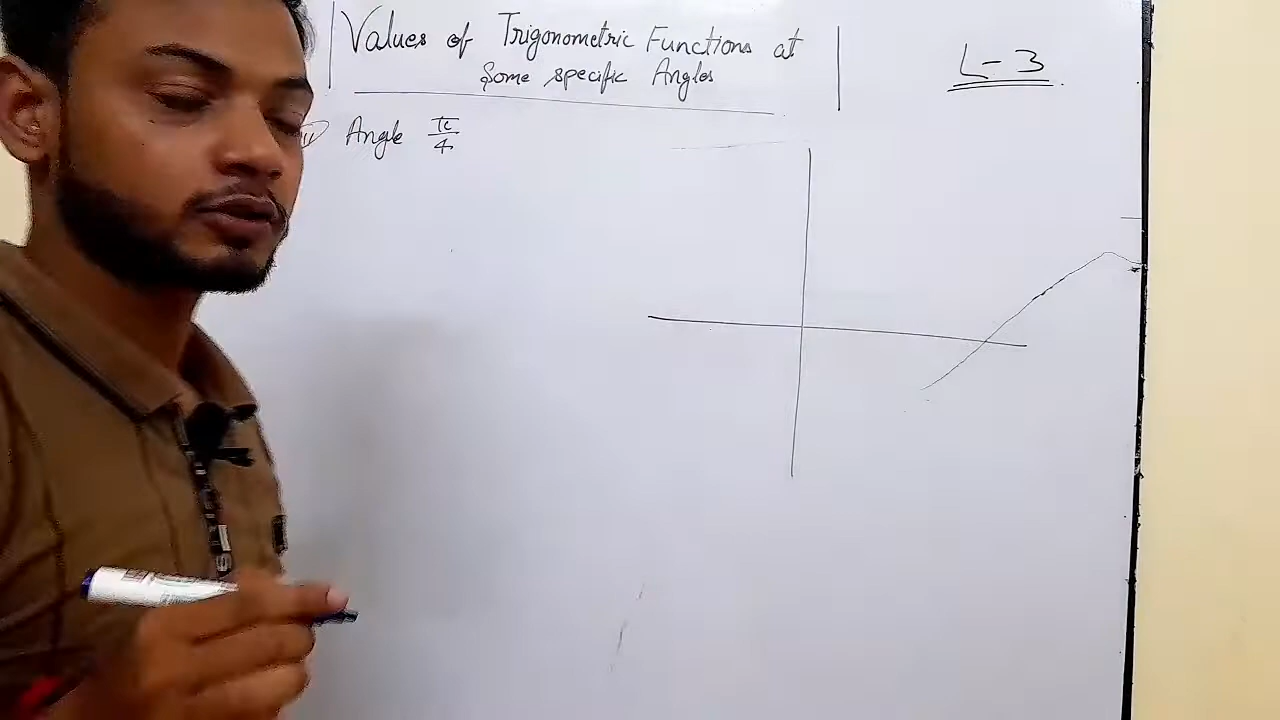 Values of Trigonometric Functions at
Some specific Angles
L-3
Angle π/4